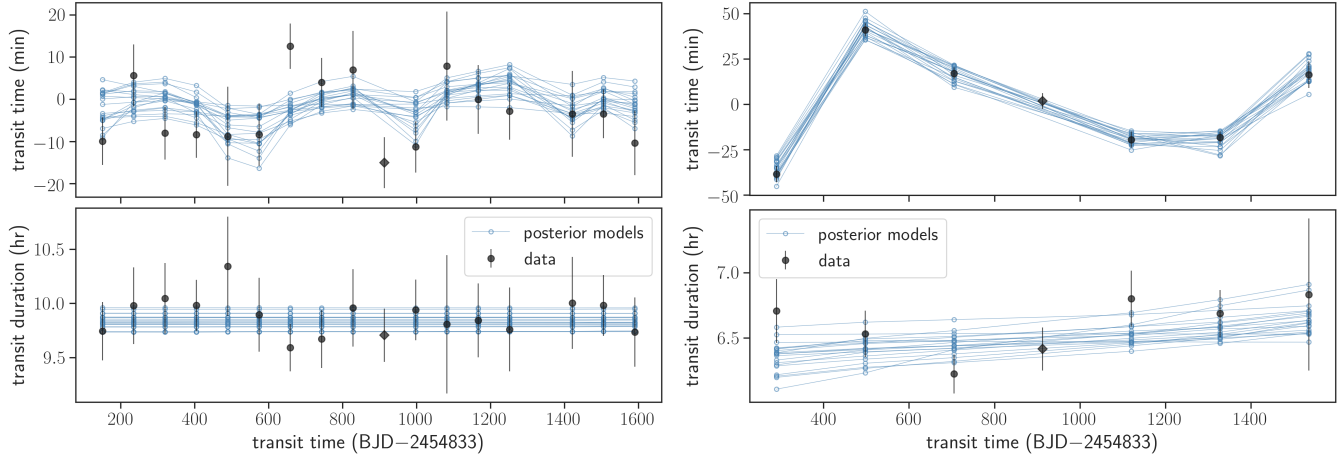 20
10
0
−10
−20
transit time (min)
50
25
0
−25
−50
transit time (min)
10.5
10.0
9.5
transit duration (hr)
posterior models
data
200 400 600 800 1000 1200 1400 1600
transit time (BJD−2454833)
7.0
6.5
transit duration (hr)
posterior models
data
400 600 800 1000 1200 1400
transit time (BJD−2454833)